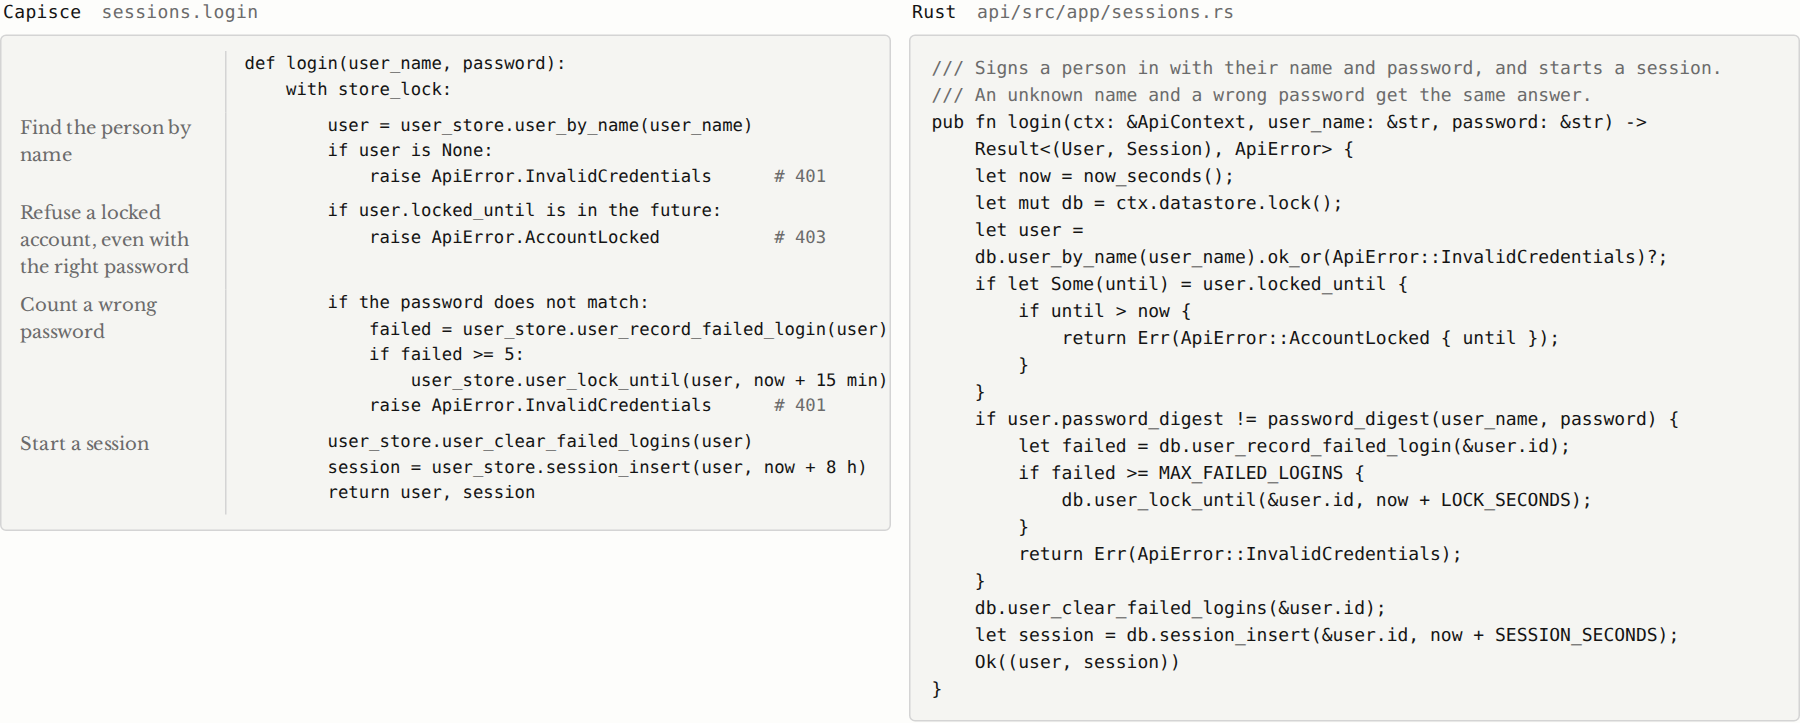 Capisce  sessions.login
def login(user_name, password):
    with store_lock:
Find the person by
name
        user = user_store.user_by_name(user_name)
        if user is None:
            raise ApiError.InvalidCredentials      # 401
Refuse a locked
account, even with
the right password
        if user.locked_until is in the future:
            raise ApiError.AccountLocked           # 403
Count a wrong
password
        if the password does not match:
            failed = user_store.user_record_failed_login(user)
            if failed >= 5:
                user_store.user_lock_until(user, now + 15 min)
            raise ApiError.InvalidCredentials      # 401
Start a session
        user_store.user_clear_failed_logins(user)
        session = user_store.session_insert(user, now + 8 h)
        return user, session
Rust  api/src/app/sessions.rs
/// Signs a person in with their name and password, and starts a session.
/// An unknown name and a wrong password get the same answer.
pub fn login(ctx: &ApiContext, user_name: &str, password: &str) ->
    Result<(User, Session), ApiError> {
    let now = now_seconds();
    let mut db = ctx.datastore.lock();
    let user =
    db.user_by_name(user_name).ok_or(ApiError::InvalidCredentials)?;
    if let Some(until) = user.locked_until {
        if until > now {
            return Err(ApiError::AccountLocked { until });
        }
    }
    if user.password_digest != password_digest(user_name, password) {
        let failed = db.user_record_failed_login(&user.id);
        if failed >= MAX_FAILED_LOGINS {
            db.user_lock_until(&user.id, now + LOCK_SECONDS);
        }
        return Err(ApiError::InvalidCredentials);
    }
    db.user_clear_failed_logins(&user.id);
    let session = db.session_insert(&user.id, now + SESSION_SECONDS);
    Ok((user, session))
}